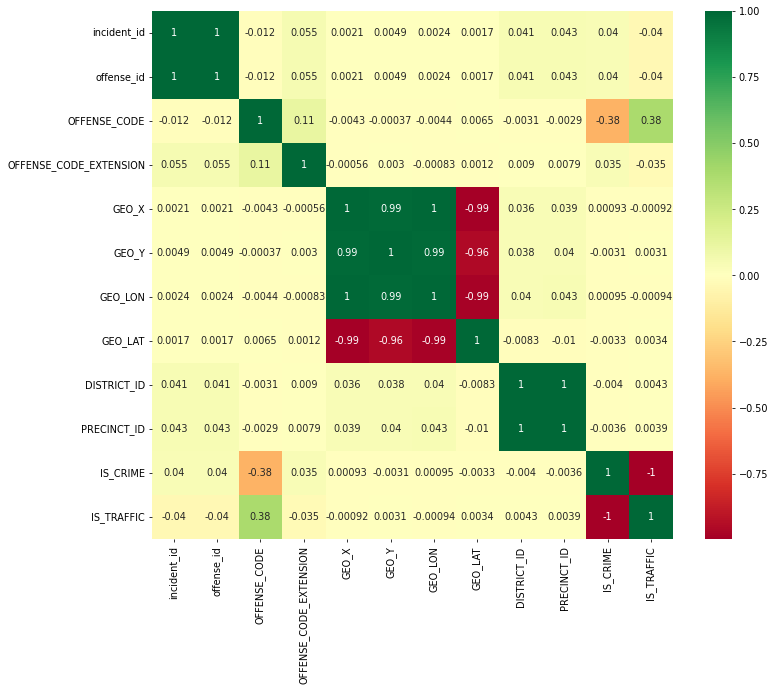 incident_id 1 1 -0.012 0.055 0.0021 0.0049 0.0024 0.0017 0.041 0.043 0.04 -0.04
offense_id 1 1 -0.012 0.055 0.0021 0.0049 0.0024 0.0017 0.041 0.043 0.04 -0.04
OFFENSE_CODE -0.012 -0.012 1 0.11 -0.0043 -0.00037 -0.0044 0.0065 -0.0031 -0.0029 -0.38 0.38
OFFENSE_CODE_EXTENSION 0.055 0.055 0.11 1 -0.00056 0.003 -0.00083 0.0012 0.009 0.0079 0.035 -0.035
GEO_X 0.0021 0.0021 -0.0043 -0.00056 1 0.99 1 -0.99 0.036 0.039 0.00093 -0.00092
GEO_Y 0.0049 0.0049 -0.00037 0.003 0.99 1 0.99 -0.96 0.038 0.04 -0.0031 0.0031
GEO_LON 0.0024 0.0024 -0.0044 -0.00083 1 0.99 1 -0.99 0.04 0.043 0.00095 -0.00094
GEO_LAT 0.0017 0.0017 0.0065 0.0012 -0.99 -0.96 -0.99 1 -0.0083 -0.01 -0.0033 0.0034
DISTRICT_ID 0.041 0.041 -0.0031 0.009 0.036 0.038 0.04 -0.0083 1 1 -0.004 0.0043
PRECINCT_ID 0.043 0.043 -0.0029 0.0079 0.039 0.04 0.043 -0.01 1 1 -0.0036 0.0039
IS_CRIME 0.04 0.04 -0.38 0.035 0.00093 -0.0031 0.00095 -0.0033 -0.004 -0.0036 1 -1
IS_TRAFFIC -0.04 -0.04 0.38 -0.035 -0.00092 0.0031 -0.00094 0.0034 0.0043 0.0039 -1 1
incident_id
offense_id
OFFENSE_CODE
OFFENSE_CODE_EXTENSION
GEO_X
GEO_Y
GEO_LON
GEO_LAT
DISTRICT_ID
PRECINCT_ID
IS_CRIME
IS_TRAFFIC
1.00
0.75
0.50
0.25
0.00
-0.25
-0.50
-0.75